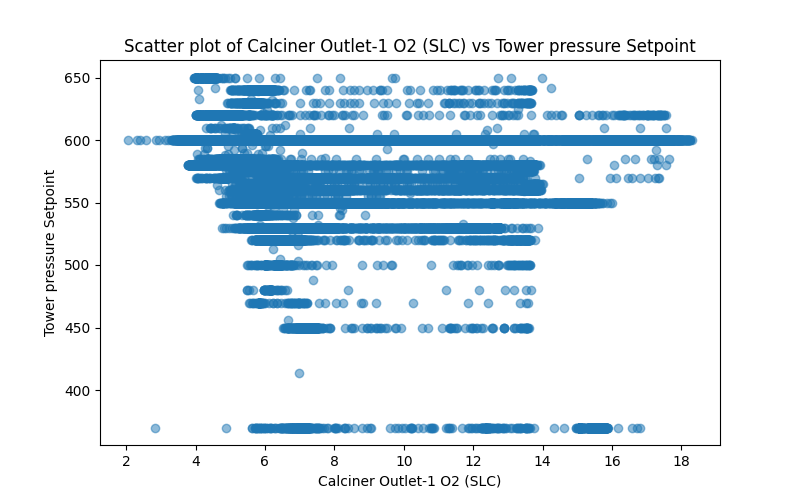 Scatter plot of Calciner Outlet-1 O2 (SLC) vs Tower pressure Setpoint
650
600
550
500
450
400
Tower pressure Setpoint
2 4 6 8 10 12 14 16 18
Calciner Outlet-1 O2 (SLC)